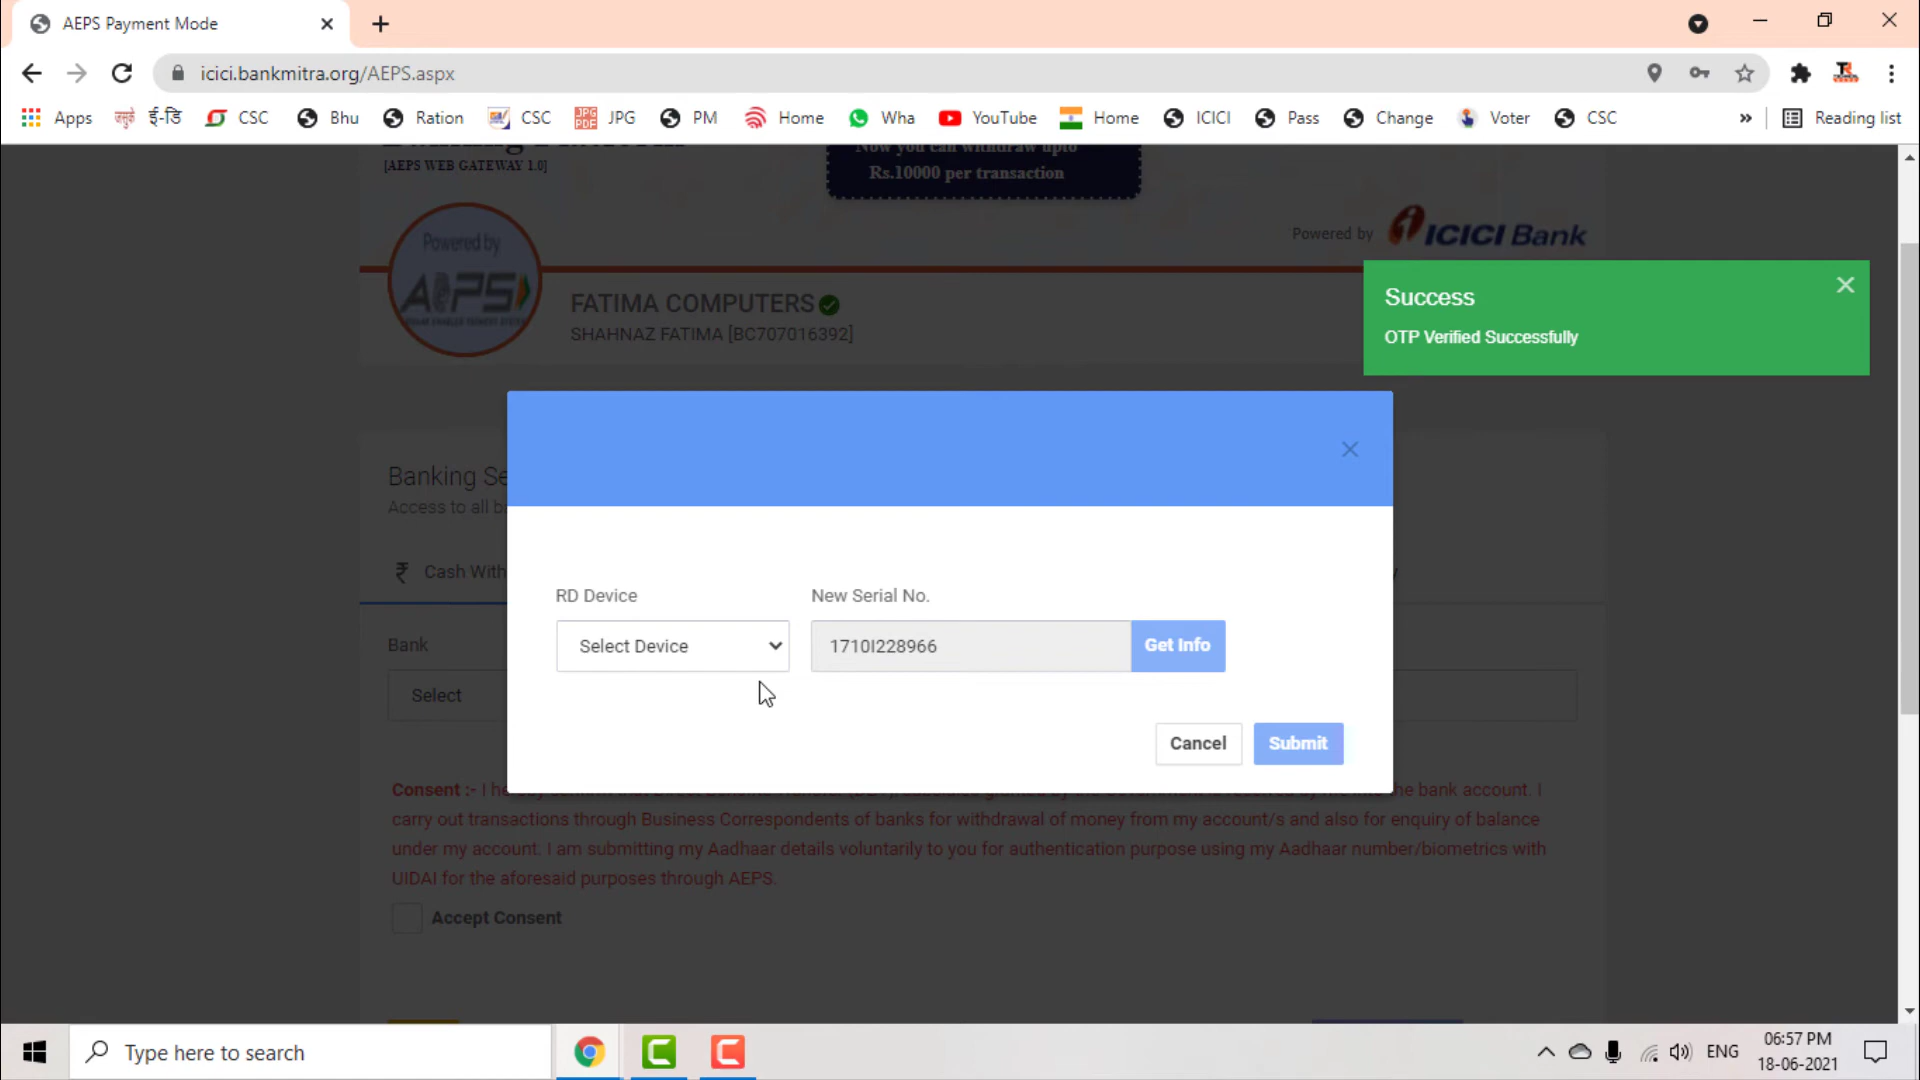 AEPS Payment Mode
icici.bankmitra.org/AEPS.aspx
Apps ई-डि CSC Bhu Ration CSC JPG PM Home Wha YouTube Home ICICI Pass Change Voter CSC » Reading list
[AEPS WEB GATEWAY 1.0]
Now you can withdraw upto
Rs.10000 per transaction
Powered by
AePS
Powered by ICICI Bank
FATIMA COMPUTERS
SHAHNAZ FATIMA [BC707016392]
Success
OTP Verified Successfully
Banking Se
Access to all b
₹ Cash With
RD Device
New Serial No.
Select Device
1710I228966
Get Info
Bank
Select
Cancel
Submit
Consent :- I he bank account. I
carry out transactions through Business Correspondents of banks for withdrawal of money from my account/s and also for enquiry of balance
under my account. I am submitting my Aadhaar details voluntarily to you for authentication purpose using my Aadhaar number/biometrics with
UIDAI for the aforesaid purposes through AEPS.
Accept Consent
Type here to search
ENG
06:57 PM
18-06-2021